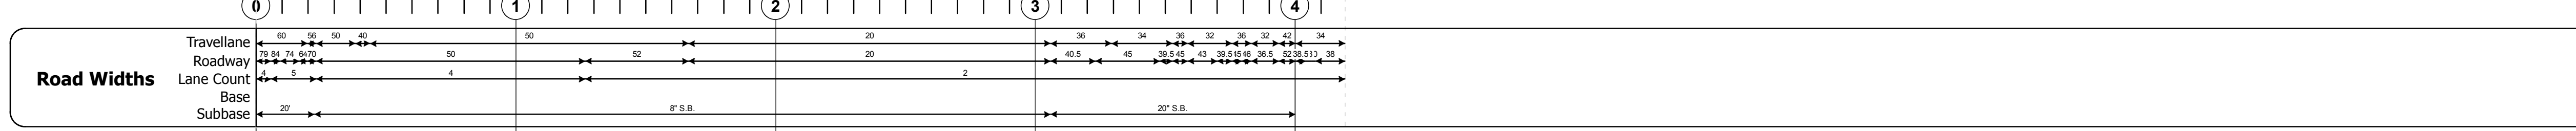 0 1 2 3 4
Travellane 60 56 50 40 50 20 36 34 36 32 36 32 42 34
Roadway 79 84 74 64 70 50 52 20 40.5 45 39.5 45 43 39.5 46 36.5 52 38.5 38
Road Widths
Lane Count 4 5 4 2
Base
Subbase 20' 8" S.B. 20" S.B.